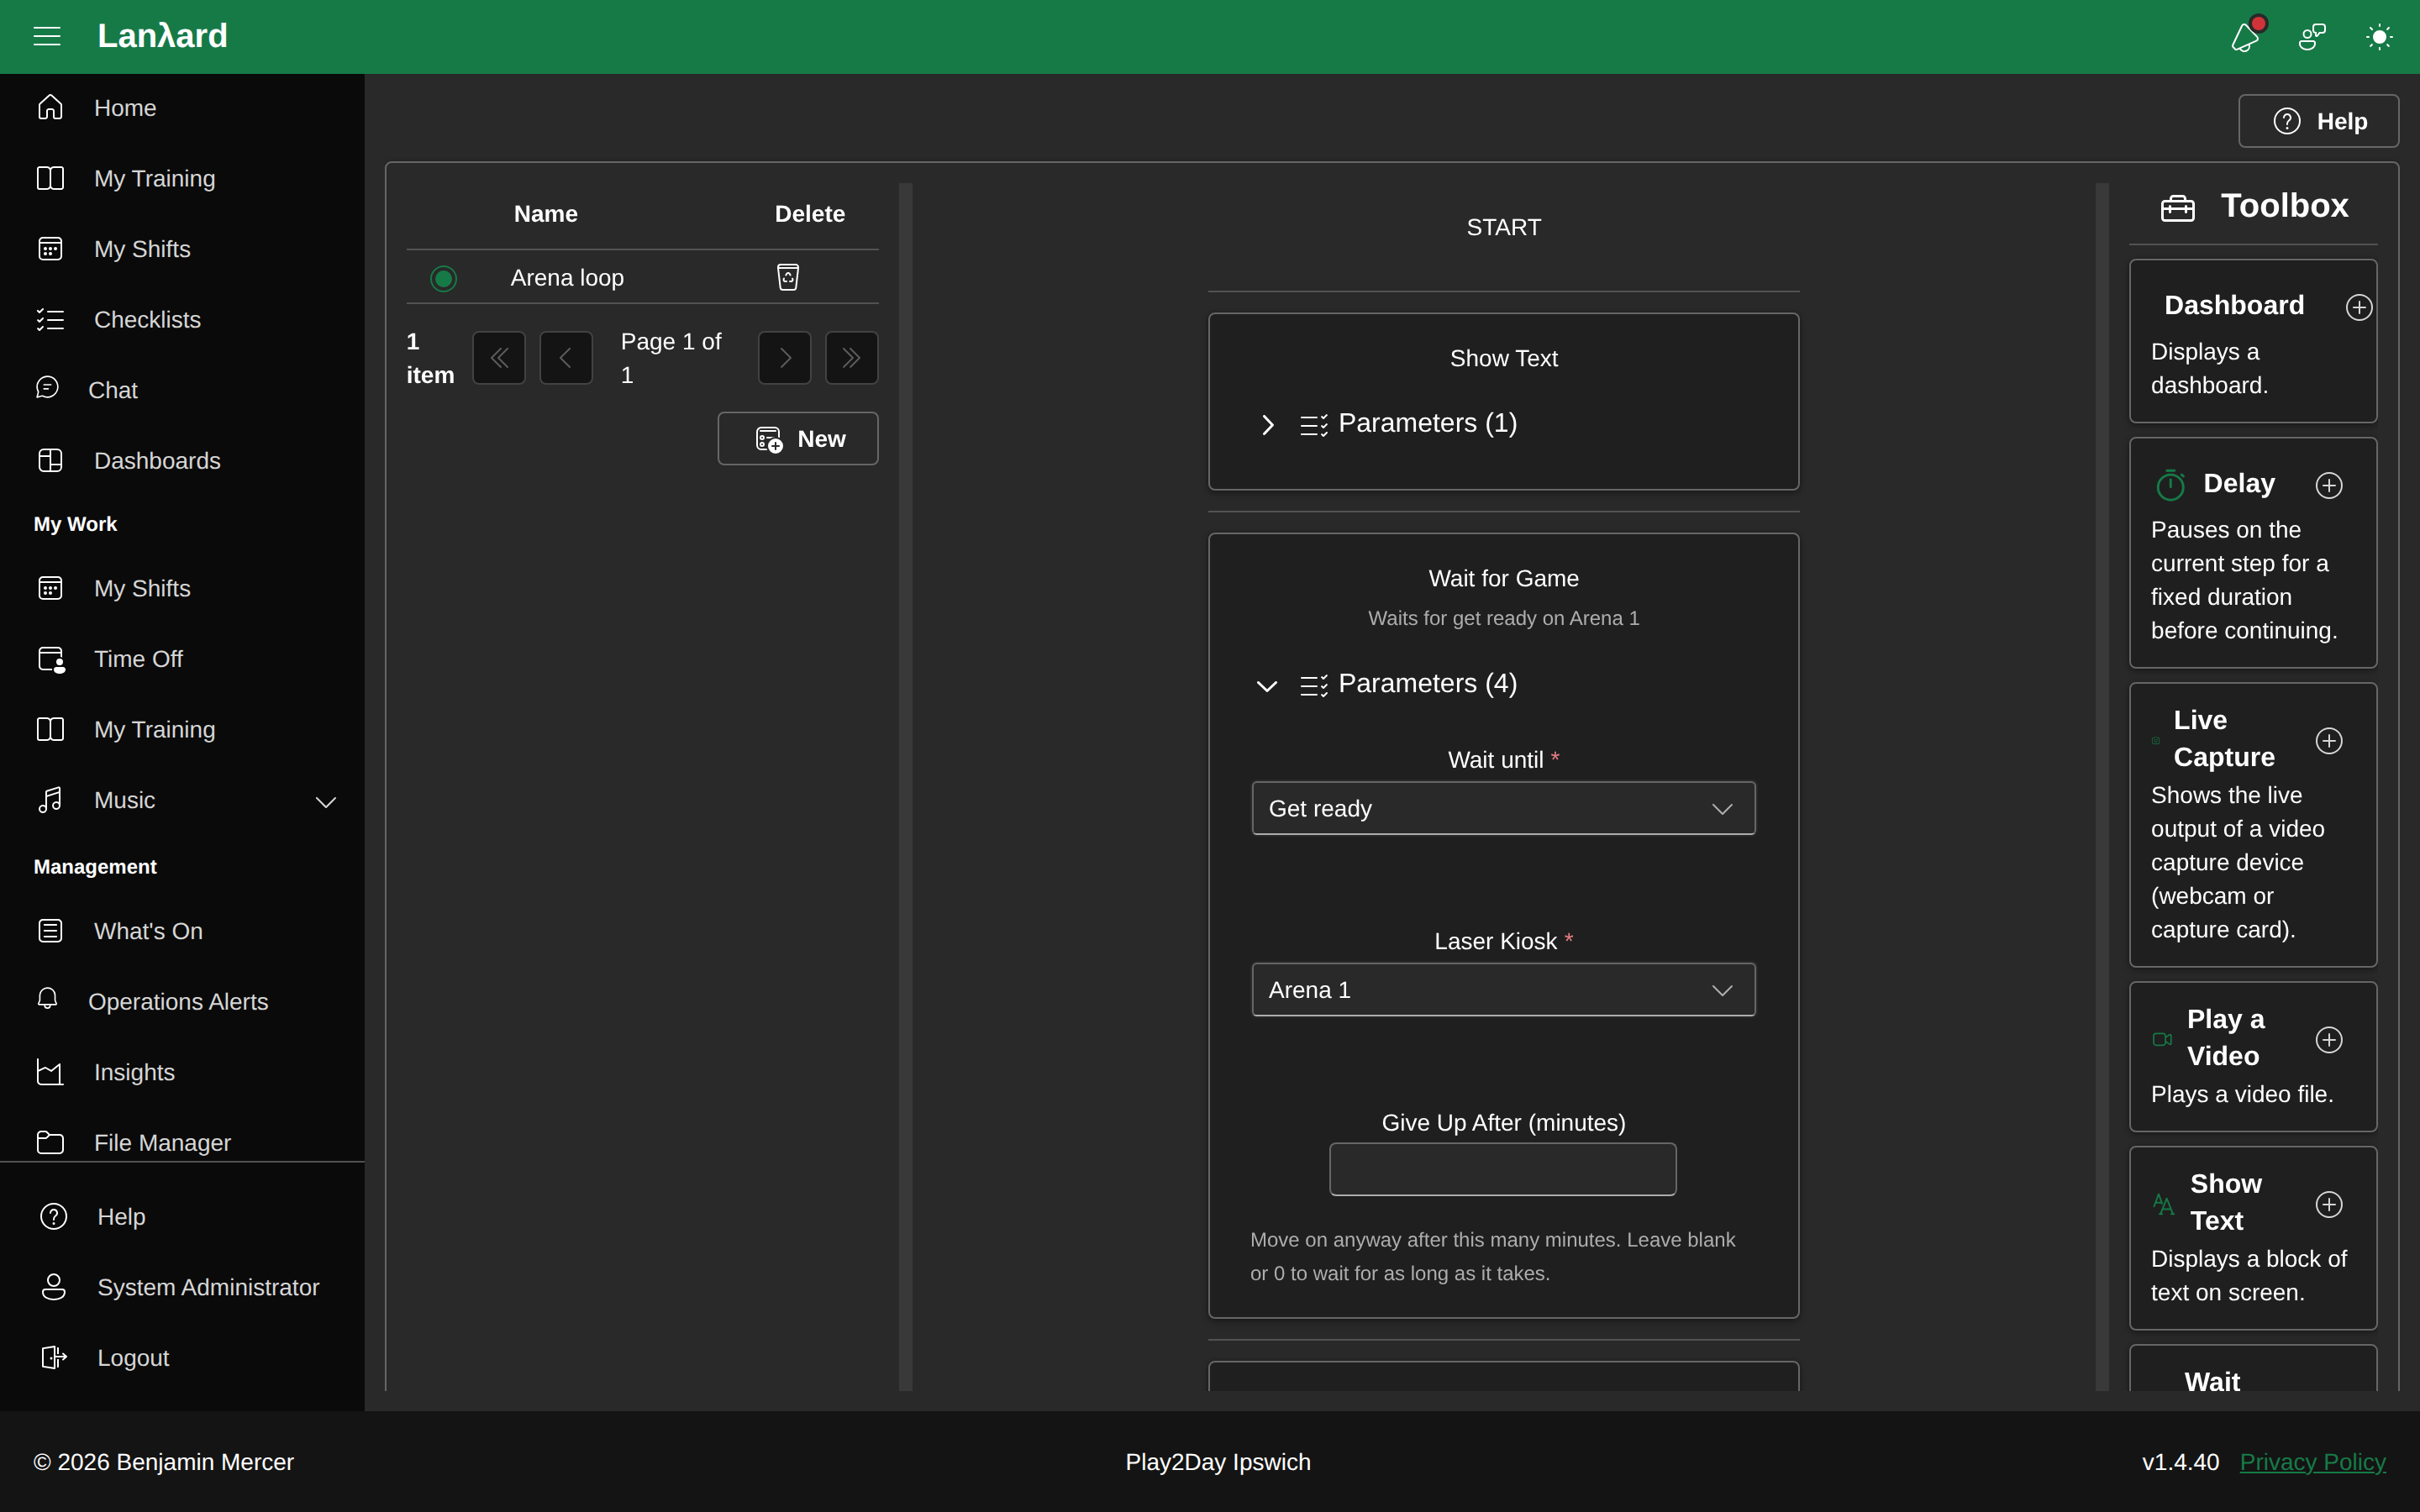 Lanλard
Home
My Training
My Shifts
Checklists
Chat
Dashboards
My Work
My Shifts
Time Off
My Training
Music
Management
What's On
Operations Alerts
Insights
File Manager
Help
System Administrator
Logout
Help
Name Delete
Arena loop
1 item
Page 1 of 1
New
START
Show Text
Parameters (1)
Wait for Game
Waits for get ready on Arena 1
Parameters (4)
Wait until *
Get ready
Laser Kiosk *
Arena 1
Give Up After (minutes)
Move on anyway after this many minutes. Leave blank
or 0 to wait for as long as it takes.
Toolbox
Dashboard
Displays a
dashboard.
Delay
Pauses on the
current step for a
fixed duration
before continuing.
Live
Capture
Shows the live
output of a video
capture device
(webcam or
capture card).
Play a
Video
Plays a video file.
Show
Text
Displays a block of
text on screen.
Wait
© 2026 Benjamin Mercer
Play2Day Ipswich
v1.4.40 Privacy Policy